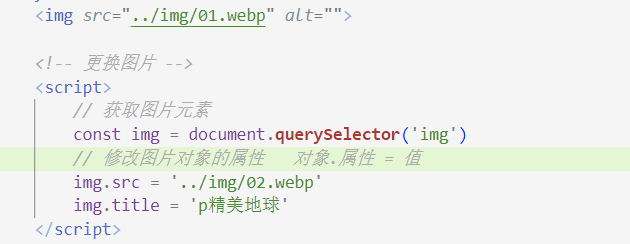 <img src="../img/01.webp" alt="">
<!-- 更换图片 -->
<script>
// 获取图片元素
const img = document.querySelector('img')
// 修改图片对象的属性   对象.属性 = 值
img.src = '../img/02.webp'
img.title = 'p精美地球'
</script>